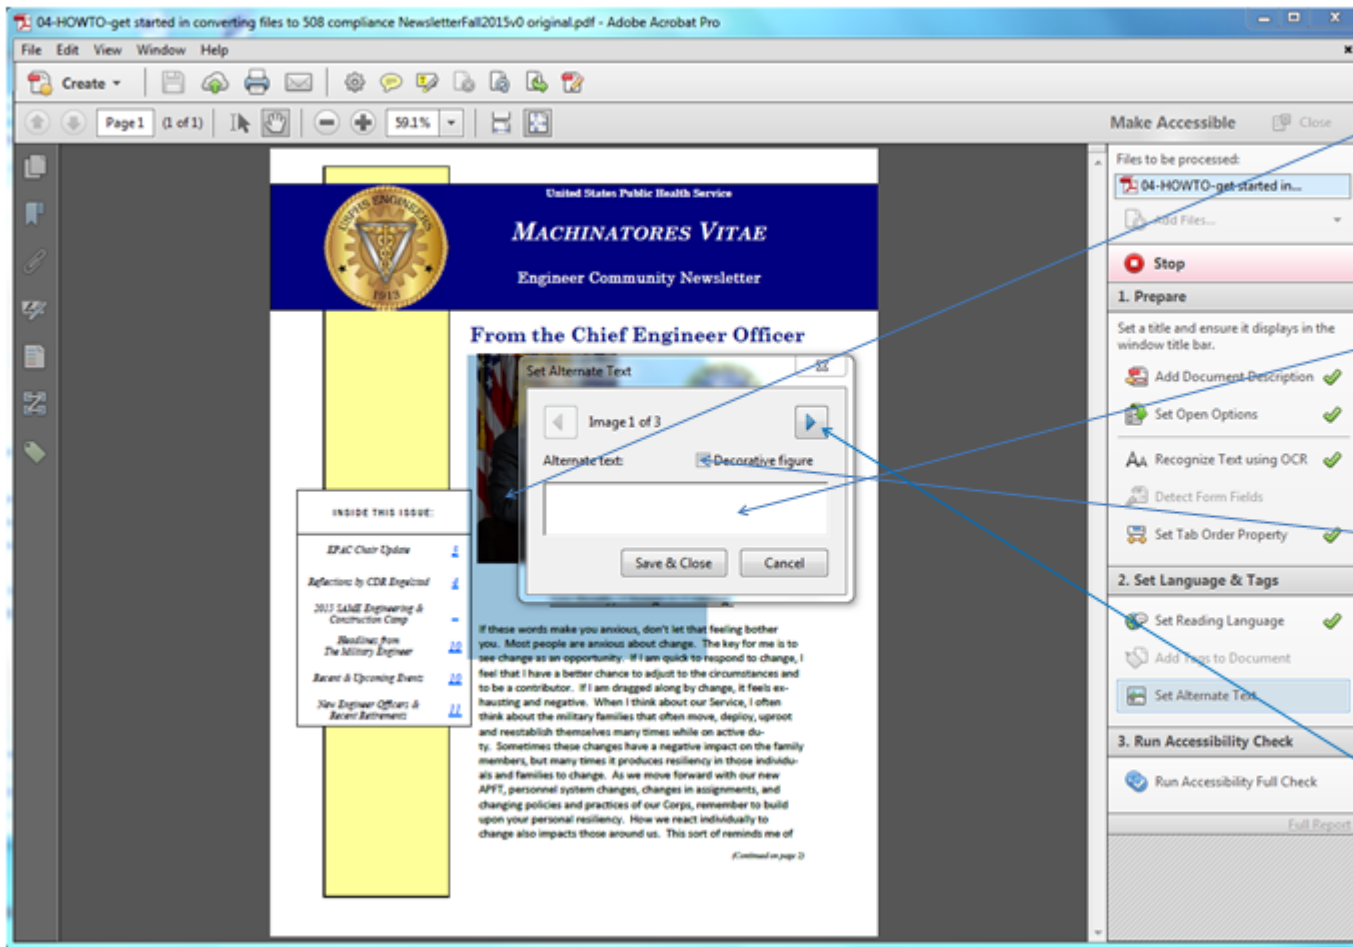 04-HOWTO-get started in converting files to 508 compliance NewsletterFall2015v0 original.pdf - Adobe Acrobat Pro
File Edit View Window Help
Create
Page 1 (1 of 1) 59.1%
Make Accessible Close
Files to be processed:
04-HOWTO-get started in...
Add Files...
Stop
1. Prepare
Set a title and ensure it displays in the
window title bar.
Add Document Description
Set Open Options
Recognize Text using OCR
Detect Form Fields
Set Tab Order Property
2. Set Language & Tags
Set Reading Language
Add Tags to Document
Set Alternate Text
3. Run Accessibility Check
Run Accessibility Full Check
Full Report
USPHS ENGINEERS
1913
United States Public Health Service
MACHINATORES VITAE
Engineer Community Newsletter
From the Chief Engineer Officer
Set Alternate Text
Image 1 of 3
Alternate text: Decorative figure
Save & Close Cancel
INSIDE THIS ISSUE:
EPAC Chair Update
Reflections by CDR
2015 SAME Engineering &
Construction Camp
Headlines from
The Military Engineer 10
Recent & Upcoming Events 10
New Engineer Officers &
Recent Retirements 11
If these words make you anxious, don't let that feeling bother
you. Most people are anxious about change. The key for me is to
see change as an opportunity. If I am quick to respond to change, I
feel that I have a better chance to adjust to the circumstances and
to be a contributor. If I am dragged along by change, it feels ex-
hausting and negative. When I think about our Service, I often
think about the military families that often move, deploy, uproot
and reestablish themselves many times while on active du-
ty. Sometimes these changes have a negative impact on the family
members, but many times it produces resiliency in those individu-
als and families to change. As we move forward with our new
APFT, personnel system changes, changes in assignments, and
changing policies and practices of our Corps, remember to build
upon your personal resiliency. How we react individually to
change also impacts those around us. This sort of reminds me of
(Continued on page 2)